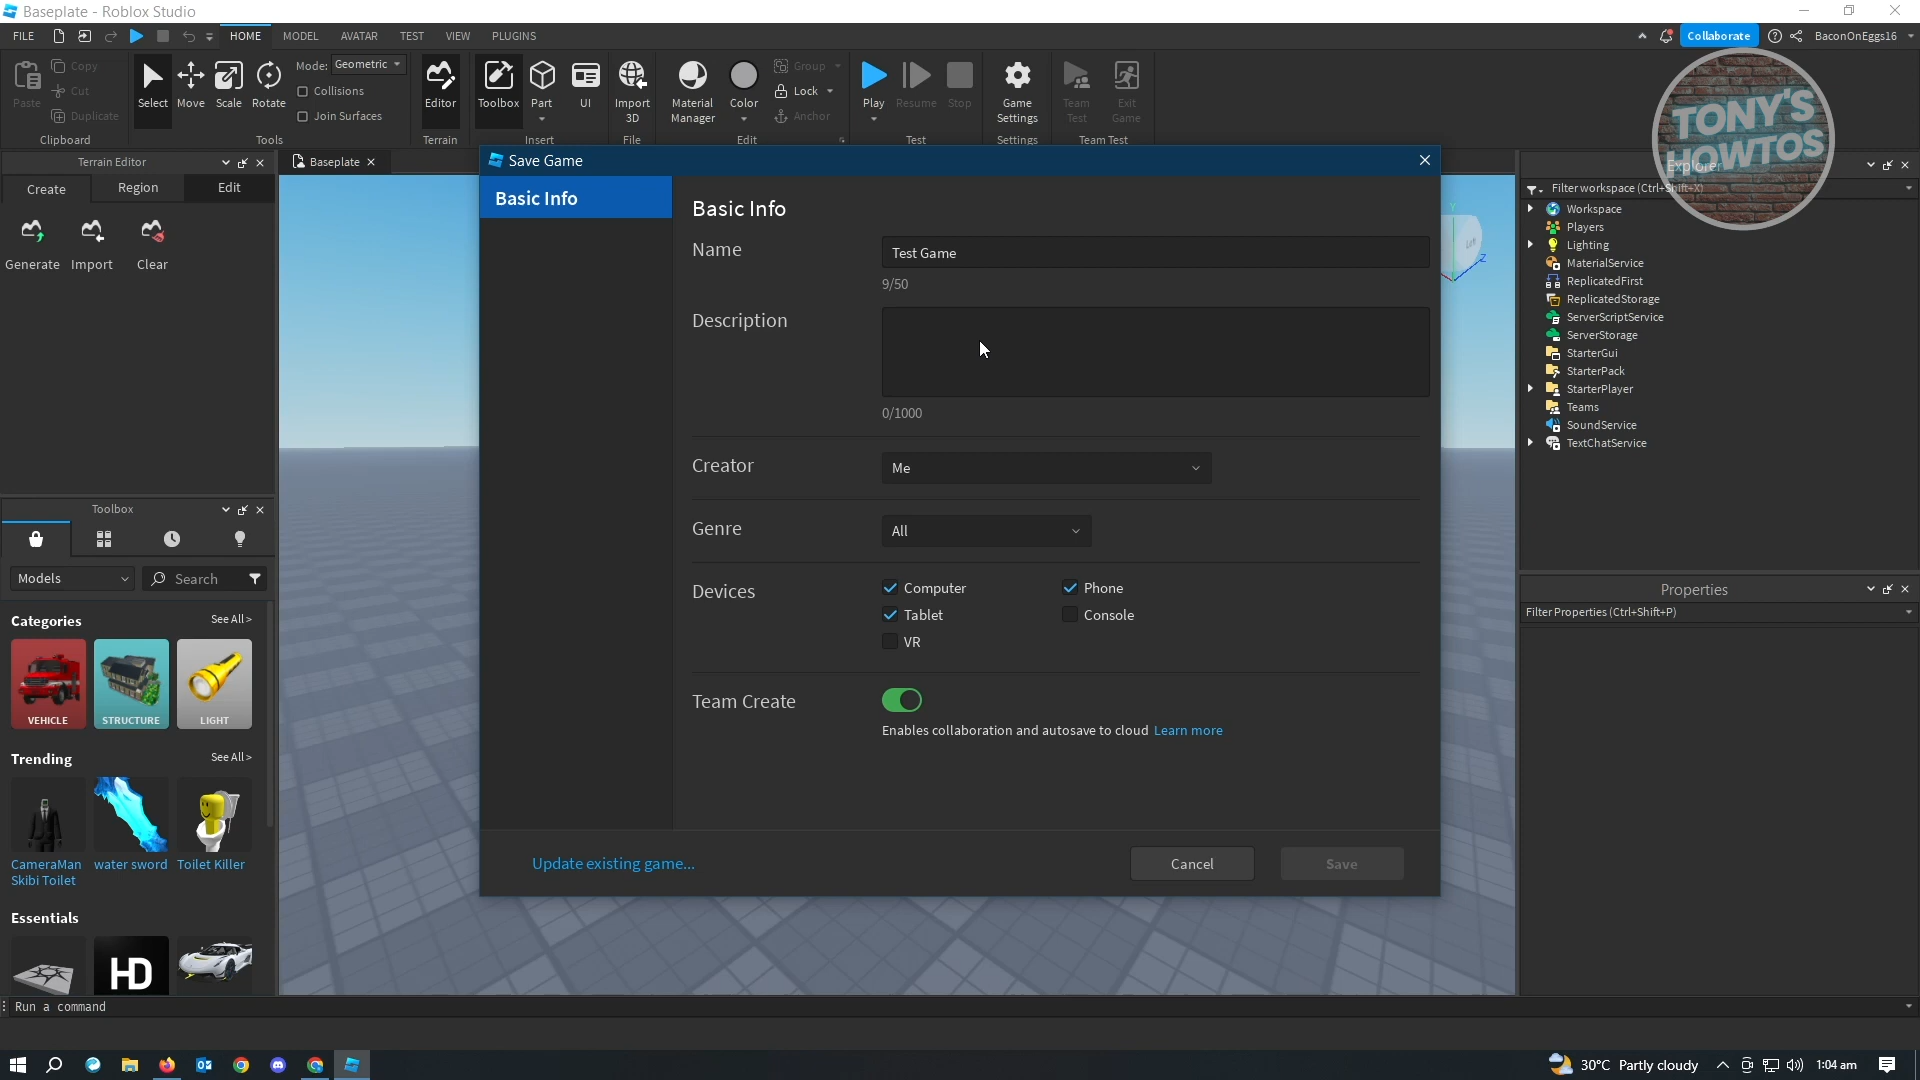 Baseplate - Roblox Studio
FILE HOME MODEL AVATAR TEST VIEW PLUGINS Collaborate BaconOnEggs16
Paste Copy Cut Duplicate Clipboard
Select Move Scale Rotate Mode: Geometric Collisions Join Surfaces Tools
Editor Terrain
Toolbox Part UI Insert
Import 3D File
Material Manager Color Group Lock Anchor Edit
Play Resume Stop Test
Game Settings Settings
Team Test Exit Game Team Test
TONY'S HOWTOS
Terrain Editor
Create Region Edit
Generate Import Clear
Baseplate
Toolbox
Models Search
Categories See All >
VEHICLE STRUCTURE LIGHT
Trending See All >
CameraMan Skibi Toilet water sword Toilet Killer
Essentials
HD
Save Game
Basic Info
Basic Info
Name Test Game
9/50
Description
0/1000
Creator Me
Genre All
Devices Computer Phone
Tablet Console
VR
Team Create
Enables collaboration and autosave to cloud Learn more
Update existing game... Cancel Save
Y
Z
Explorer
Filter workspace (Ctrl+Shift+X)
Workspace
Players
Lighting
MaterialService
ReplicatedFirst
ReplicatedStorage
ServerScriptService
ServerStorage
StarterGui
StarterPack
StarterPlayer
Teams
SoundService
TextChatService
Properties
Filter Properties (Ctrl+Shift+P)
Run a command
30°C Partly cloudy 1:04 am